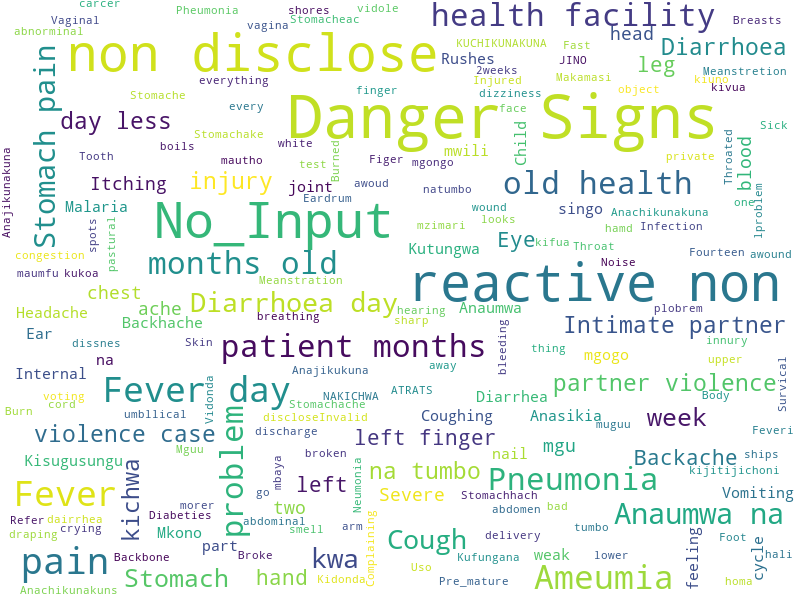 carcer
Pheumonia
shores
vidole
health facility
Vaginal
Stomacheac
Breasts
abnorminal
vagina
head
non disclose
KUCHIKUNAKUNA
Fast
Diarrhoea
Rushes
JINO
Stomach pain
everything
2weeks
leg
Meanstretion
Injured
Makamasi
kiuno
kivua
Stomache
finger
dizziness
object
every
Danger Signs
face
day less
Stomachake
mwili
Child
Sick
boils
white
Burned
private
Throated
blood
Anajikunakuna
Tooth
mautho
test
Figer
mgongo
Itching
injury
joint
awoud
natumbo
old health
Eardrum
one
lproblem
Malaria
No_Input
wound
singo
Anachikunakuna
spots
pastural
mzimari
looks
hamd
Infection
months old
Kutungwa
Eye
kifua
Throat
Fourteen
awound
congestion
Noise
maumfu
kukoa
reactive non
Meanstration
chest
Diarrhoea day
hearing
Anaumwa
plobrem
Headache
ache
Backhache
breathing
sharp
Intimate partner
Ear
dissnes
Skin
patient months
bleeding
thing
mgogo
innury
na
upper
Internal
Anajikukuna
away
partner violence
Survical
Fever day
NAKICHWA
ATRATS
Diarrhea
voting
cord
Vidonda
Stomachache
Body
Burn
umbllical
discloseInvalid
Coughing
Anasikia
week
problem
muguu
Feveri
violence case
discharge
left finger
mgu
Mguu
broken
nail
ships
Kisugusungu
mbaya
Neumonia
Backache
kijitijichoni
kichwa
go
na tumbo
Pneumonia
left
Severe
Stomachhach
Vomiting
Fever
morer
two
abdomen
bad
Refer
dairrhea
Diabeties
abdominal
smell
arm
Complaining
delivery
Anaumwa na
crying
tumbo
draping
Mkono
part
Cough
weak
lower
Foot
cycle
feeling
pain
Backbone
Broke
kwa
Kufungana
hali
Stomach
hand
Kidonda
Uso
Pre_mature
Ameumia
homa
Anachikunakuns